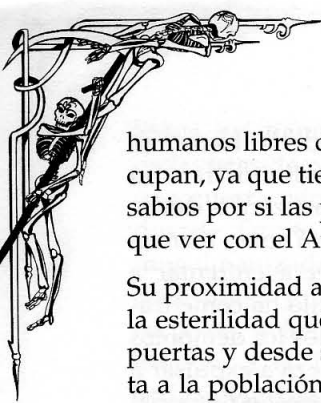 humanos libres d
cupan, ya que tie
sabios por si las
que ver con el A
Su proximidad a
la esterilidad que
puertas y desde
ta a la población